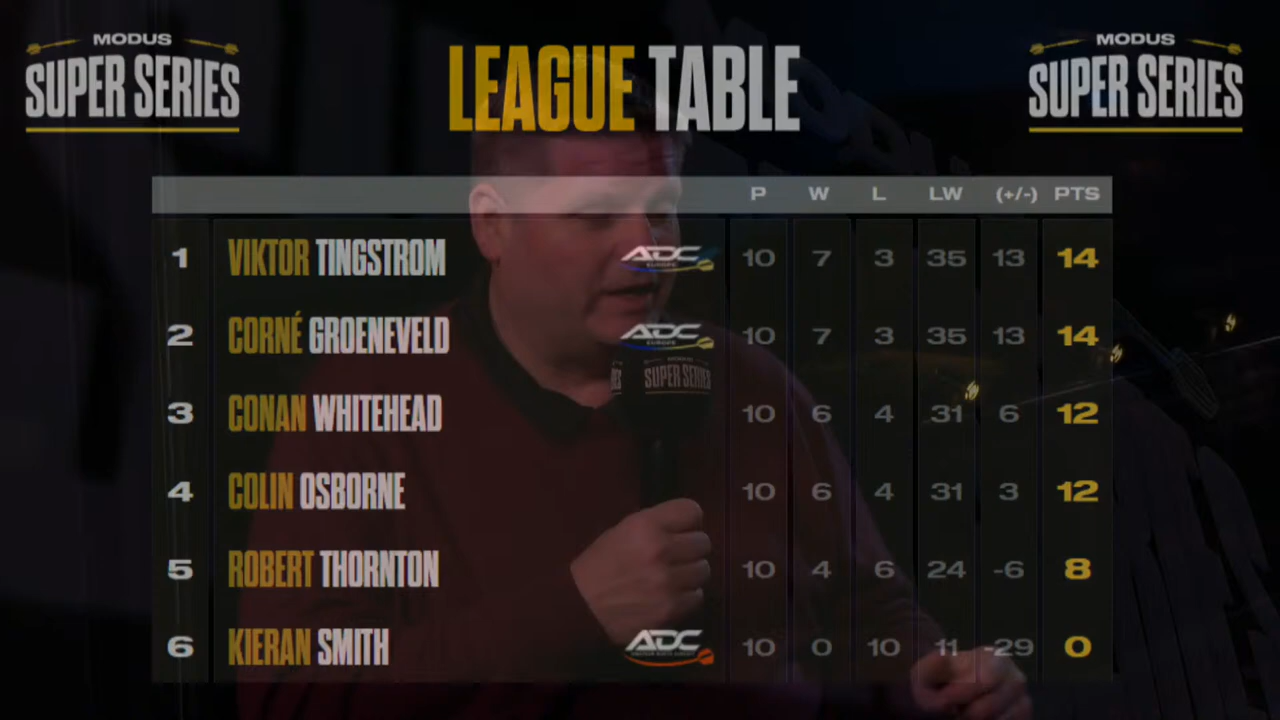 MODUS
SUPER SERIES
LEAGUE TABLE
MODUS
SUPER SERIES
P W L LW (+/-) PTS
1 VIKTOR TINGSTROM ADC EUROPE 10 7 3 35 13 14
2 CORNÉ GROENEVELD ADC EUROPE 10 7 3 35 13 14
MODUS
SUPER SERIES
3 CONAN WHITEHEAD 10 6 4 31 6 12
4 COLIN OSBORNE 10 6 4 31 3 12
5 ROBERT THORNTON 10 4 6 24 -6 8
6 KIERAN SMITH ADC 10 0 10 11 -29 0